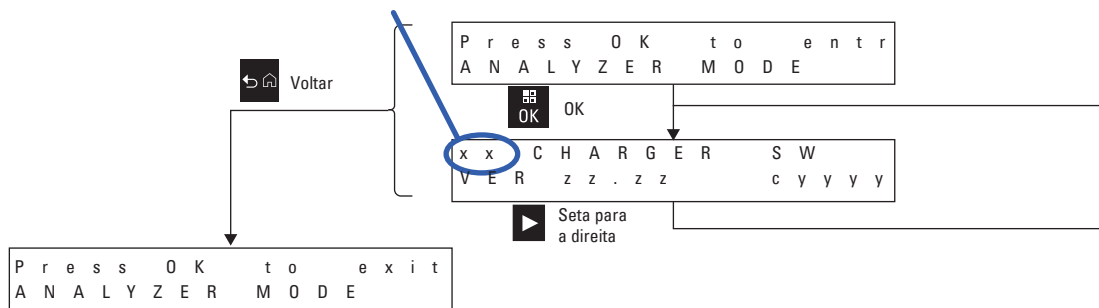 Press OK to entr
ANALYZER MODE
Voltar
OK
OK
xx CHARGER SW
VER zz.zz cyyyy
Seta para
a direita
Press OK to exit
ANALYZER MODE